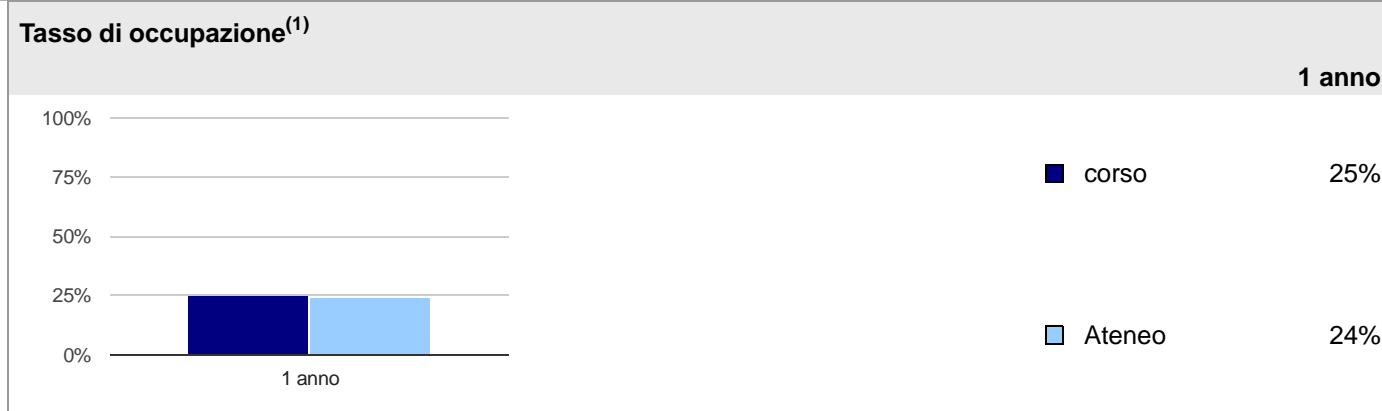 Tasso di occupazione(1)
1 anno
100%
75%
50%
25%
0%
1 anno
corso 25%
Ateneo 24%